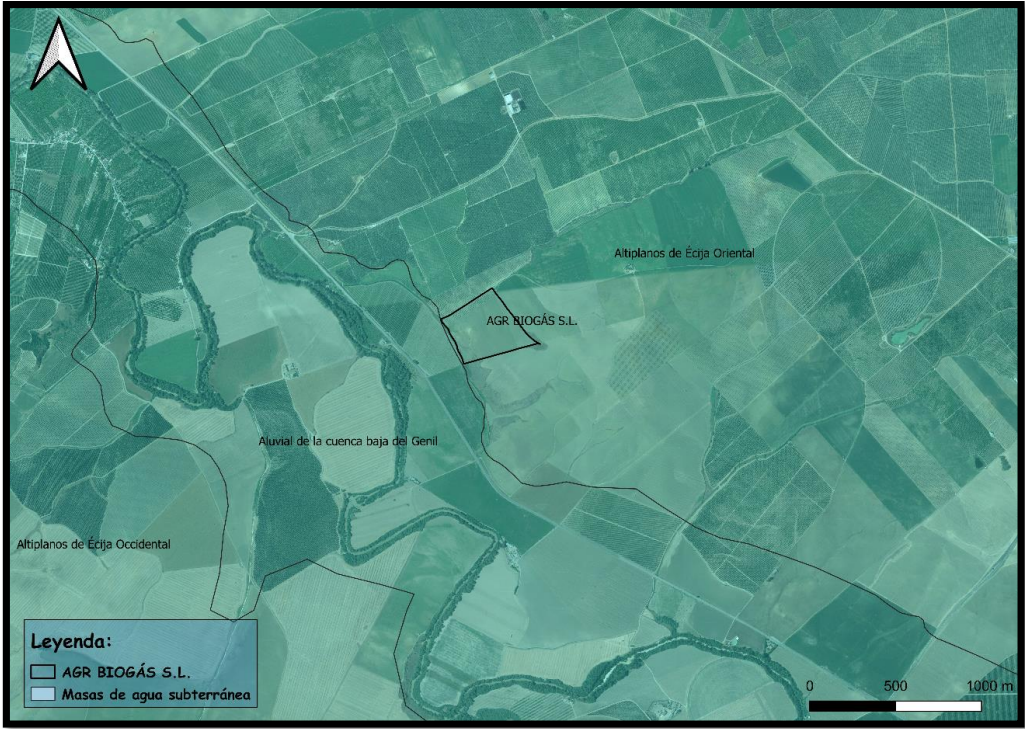 Altiplanos de Écija Oriental
AGR BIOGÁS S.L.
Aluvial de la cuenca baja del Genil
Altiplanos de Écija Occidental
Leyenda:
AGR BIOGÁS S.L.
Masas de agua subterránea
0 500 1000 m